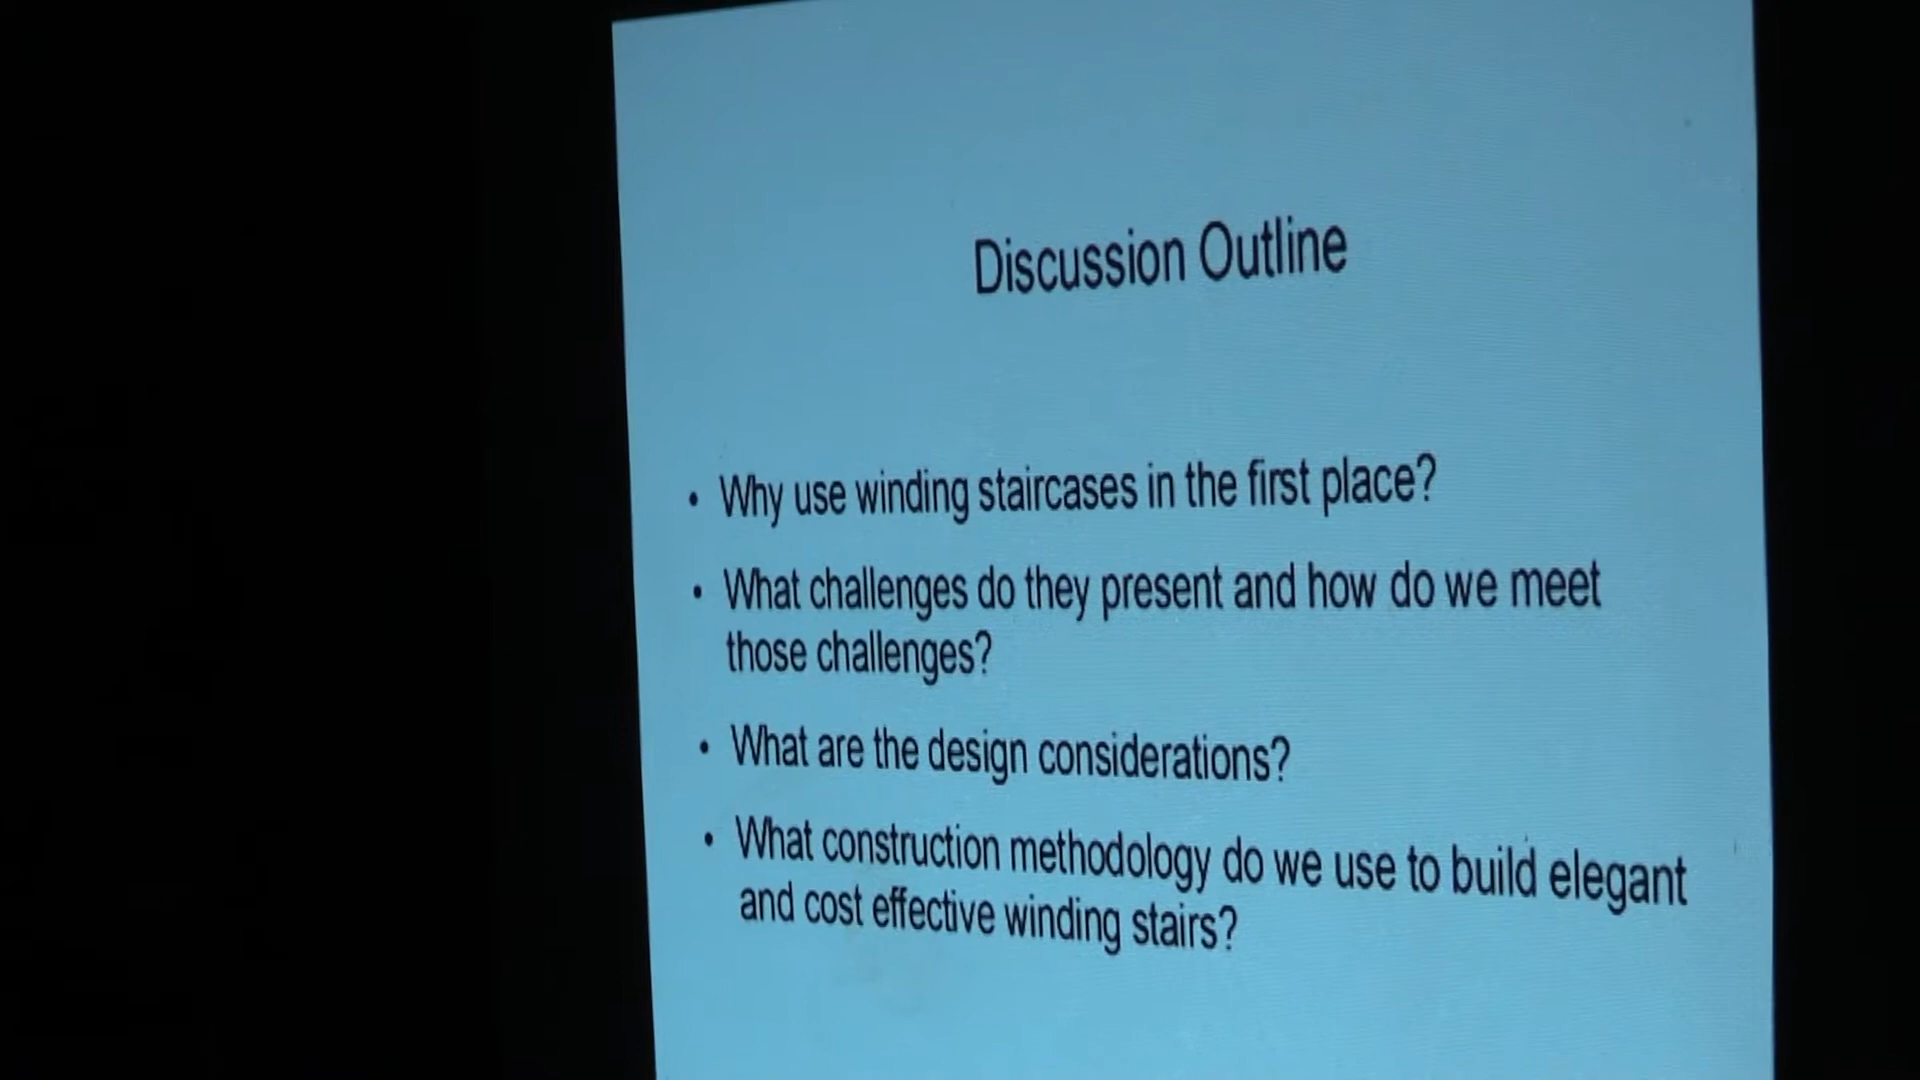 Discussion Outline
• Why use winding staircases in the first place?
• What challenges do they present and how do we meet
those challenges?
• What are the design considerations?
• What construction methodology do we use to build elegant
and cost effective winding stairs?